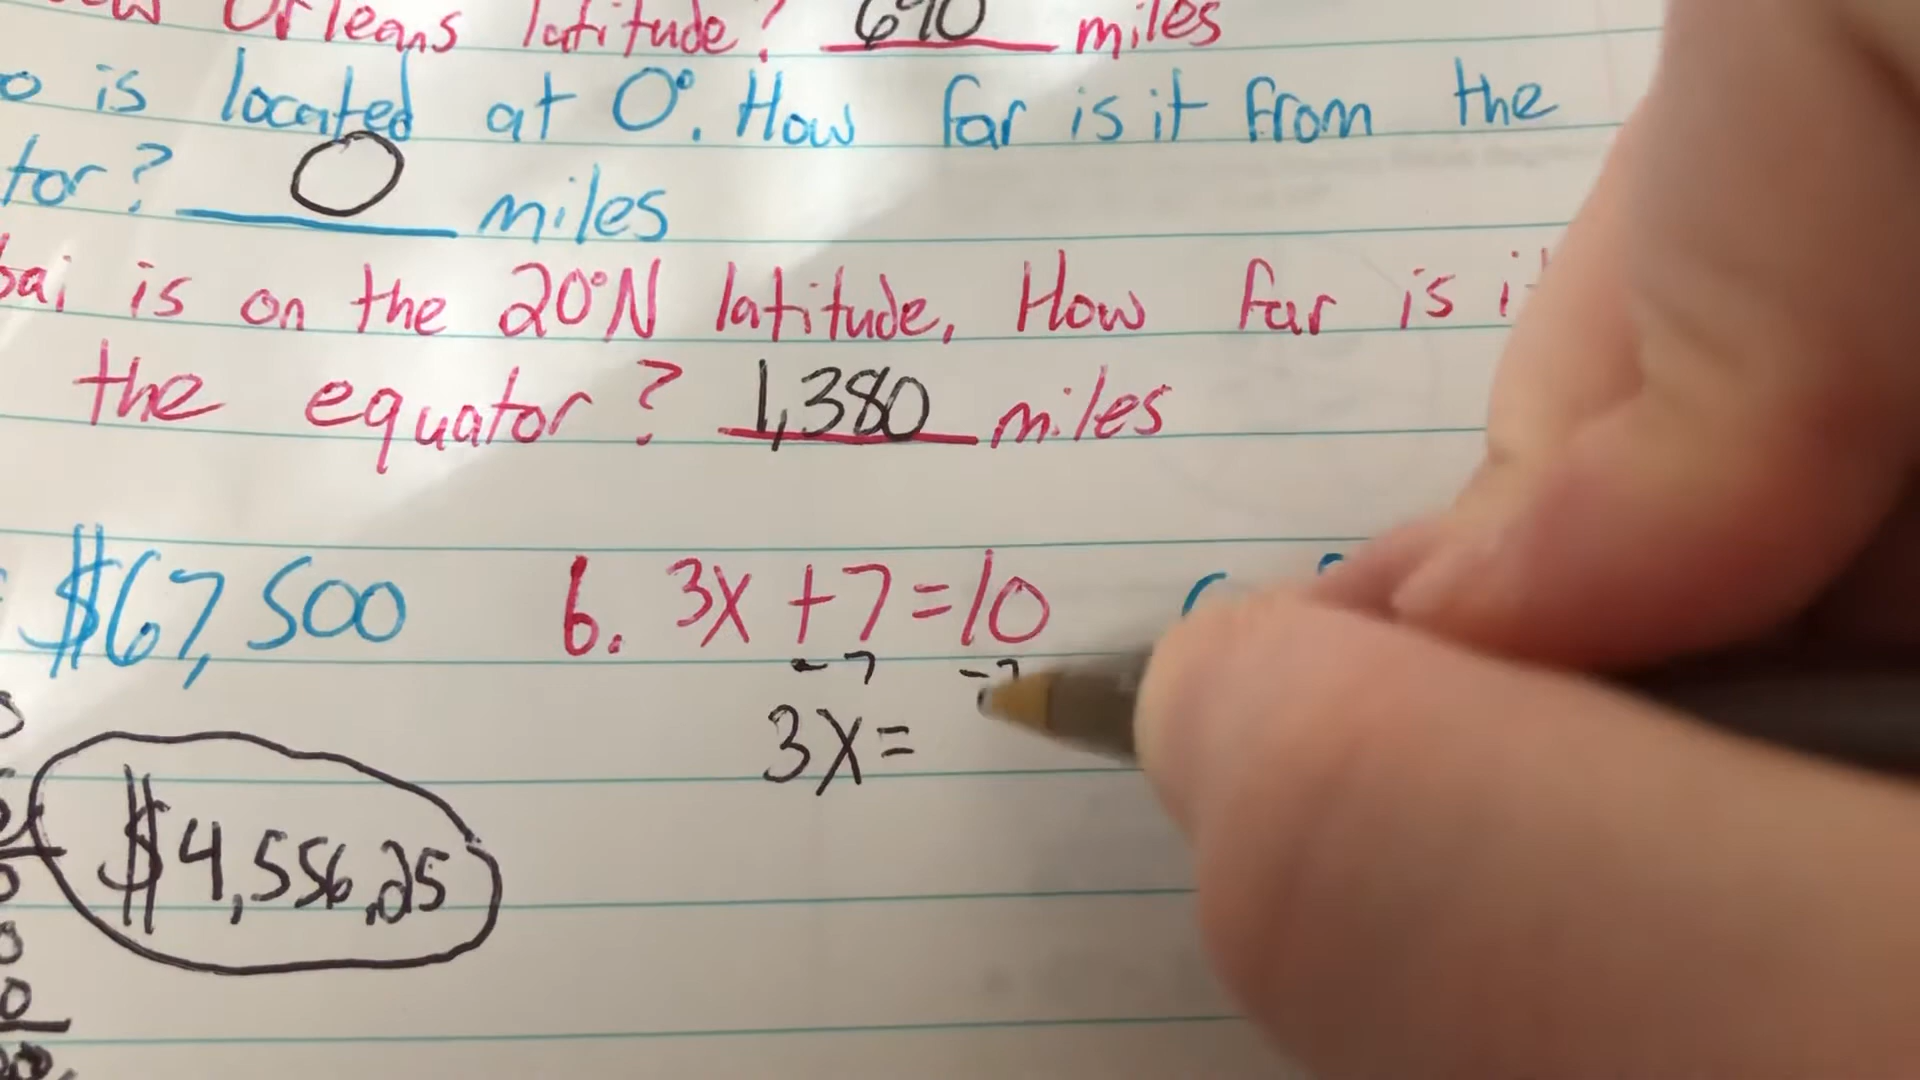 Orleans latitude? 690 miles
o is located at 0°. How far is it from the
tor? 0 miles
bai is on the 20°N latitude. How far is it
the equator? 1,380 miles
$67,500 6. 3x +7=10
-7 -7
3x=
$4,556.25